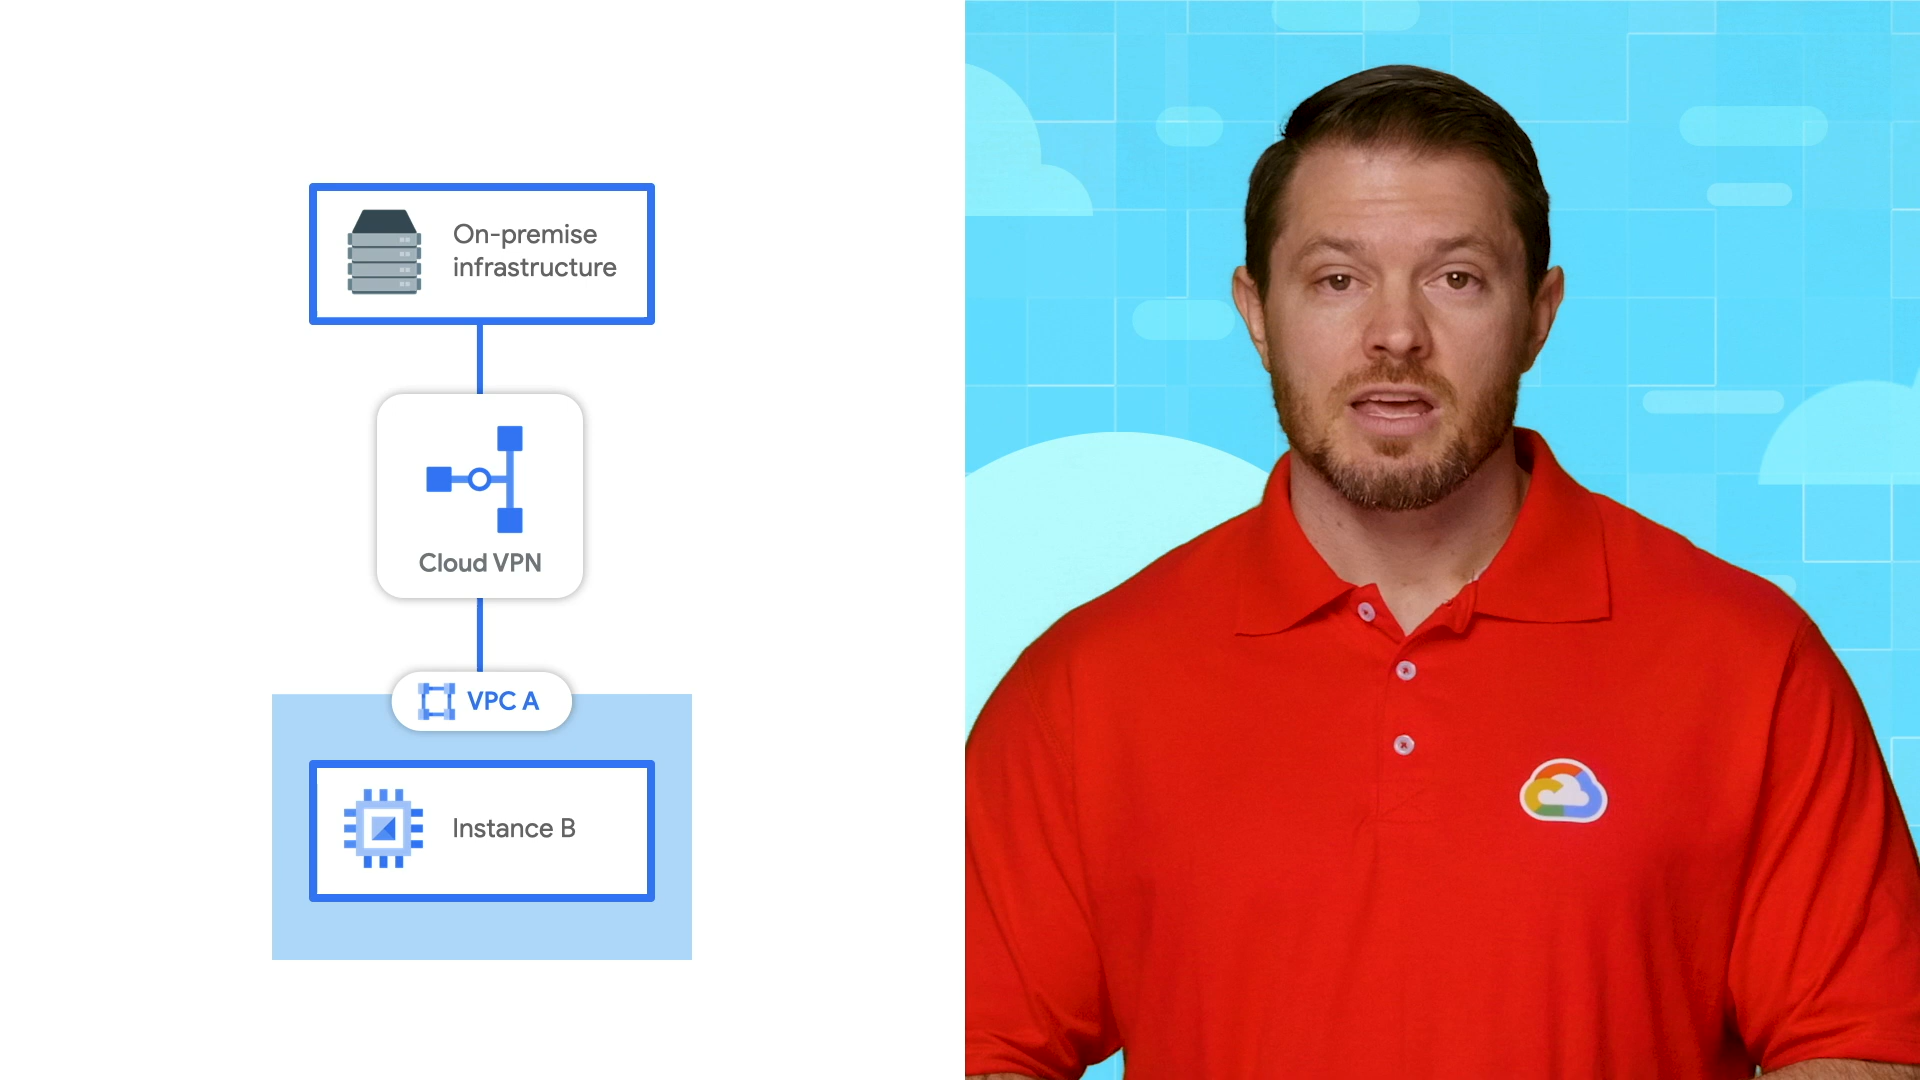 On-premise
infrastructure
Cloud VPN
VPC A
Instance B